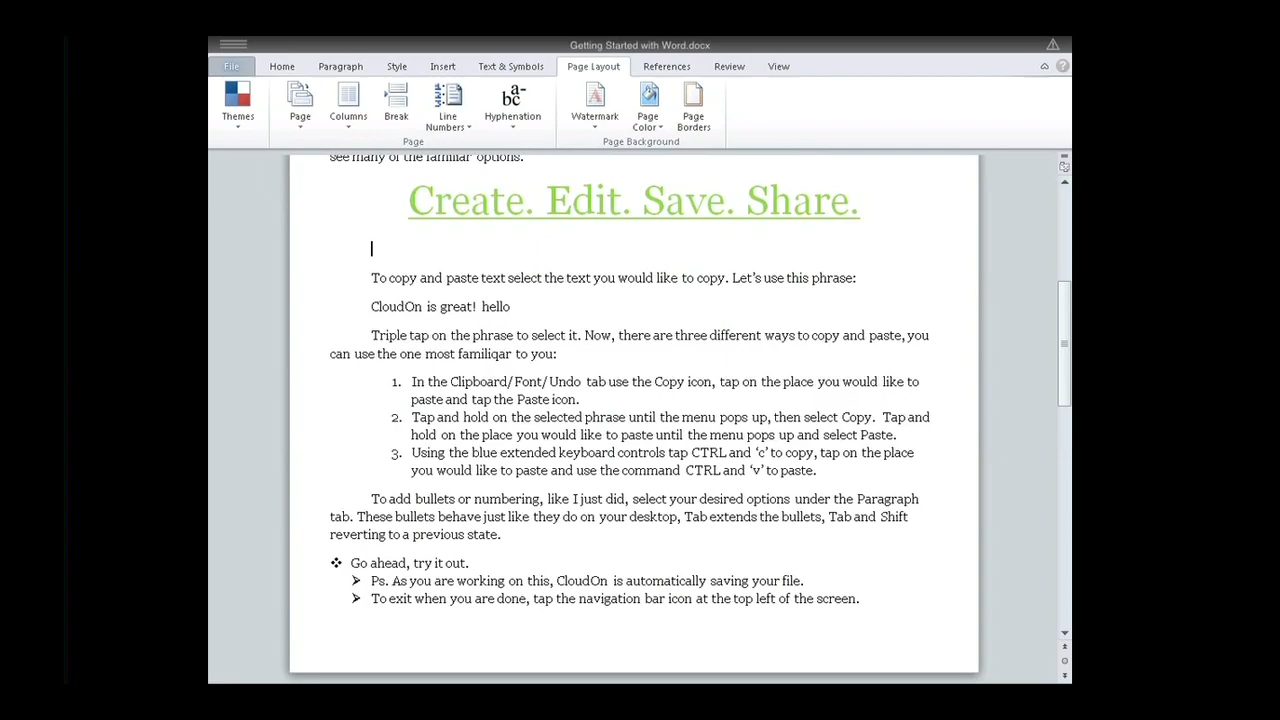 Getting Started with Word.docx
File Home Paragraph Style Insert Text & Symbols Page Layout References Review View
Themes Page Columns Break Line Numbers Hyphenation Watermark Page Color Page Borders
Page Page Background
see many of the familiar options.
Create. Edit. Save. Share.
To copy and paste text select the text you would like to copy. Let's use this phrase:
CloudOn is great! hello
Triple tap on the phrase to select it. Now, there are three different ways to copy and paste, you
can use the one most familiqar to you:
1. In the Clipboard/Font/Undo tab use the Copy icon, tap on the place you would like to
paste and tap the Paste icon.
2. Tap and hold on the selected phrase until the menu pops up, then select Copy. Tap and
hold on the place you would like to paste until the menu pops up and select Paste.
3. Using the blue extended keyboard controls tap CTRL and ‘c’ to copy, tap on the place
you would like to paste and use the command CTRL and ‘v’ to paste.
To add bullets or numbering, like I just did, select your desired options under the Paragraph
tab. These bullets behave just like they do on your desktop, Tab extends the bullets, Tab and Shift
reverting to a previous state.
❖ Go ahead, try it out.
➢ Ps. As you are working on this, CloudOn is automatically saving your file.
➢ To exit when you are done, tap the navigation bar icon at the top left of the screen.